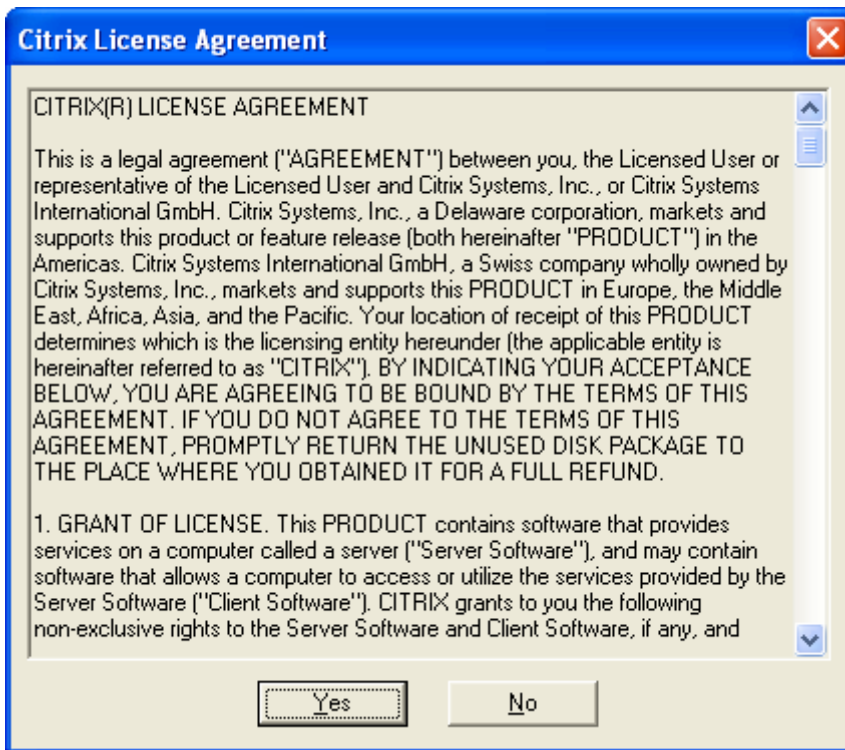 Citrix License Agreement
CITRIX(R) LICENSE AGREEMENT
This is a legal agreement ("AGREEMENT") between you, the Licensed User or
representative of the Licensed User and Citrix Systems, Inc., or Citrix Systems
International GmbH. Citrix Systems, Inc., a Delaware corporation, markets and
supports this product or feature release (both hereinafter "PRODUCT") in the
Americas. Citrix Systems International GmbH, a Swiss company wholly owned by
Citrix Systems, Inc., markets and supports this PRODUCT in Europe, the Middle
East, Africa, Asia, and the Pacific. Your location of receipt of this PRODUCT
determines which is the licensing entity hereunder (the applicable entity is
hereinafter referred to as "CITRIX"). BY INDICATING YOUR ACCEPTANCE
BELOW, YOU ARE AGREEING TO BE BOUND BY THE TERMS OF THIS
AGREEMENT. IF YOU DO NOT AGREE TO THE TERMS OF THIS
AGREEMENT, PROMPTLY RETURN THE UNUSED DISK PACKAGE TO
THE PLACE WHERE YOU OBTAINED IT FOR A FULL REFUND.
1. GRANT OF LICENSE. This PRODUCT contains software that provides
services on a computer called a server ("Server Software"), and may contain
software that allows a computer to access or utilize the services provided by the
Server Software ("Client Software"). CITRIX grants to you the following
non-exclusive rights to the Server Software and Client Software, if any, and
Yes
No